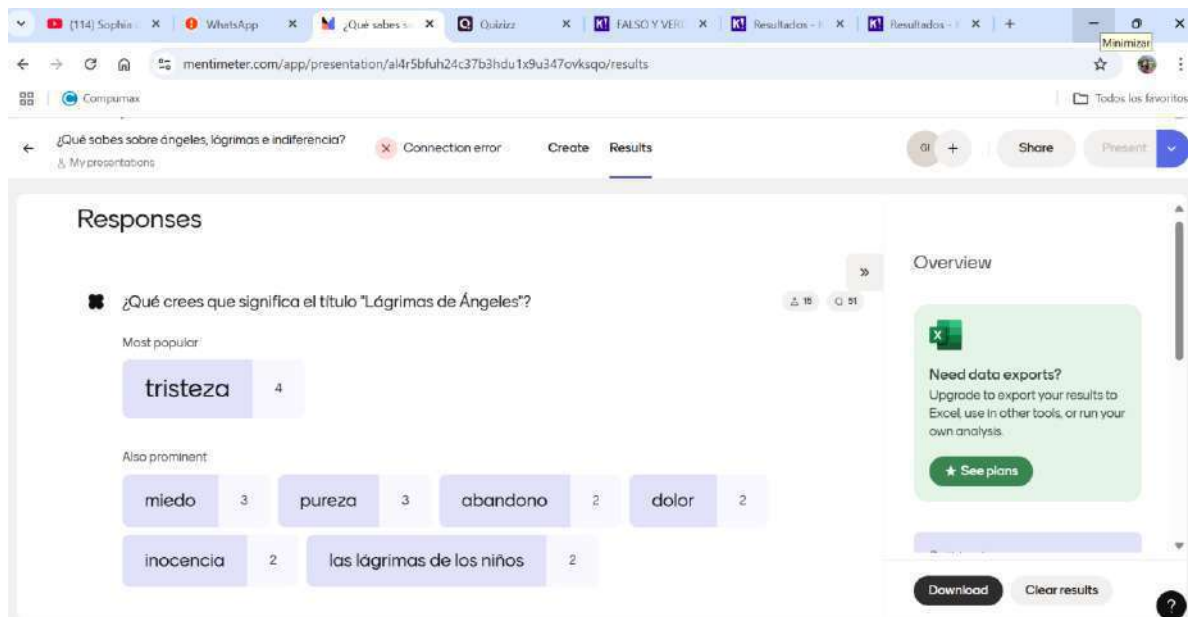 (114) Sophia
WhatsApp
¿Qué sabes s
Quizizz
FALSO Y VER
Resultados -
Resultados -
Minimizar
mentimeter.com/app/presentation/al4r5bfuh24c37b3hdu1x9u347ovksqo/results
Compumax
Todos los favoritos
¿Qué sabes sobre ángeles, lágrimas e indiferencia?
My presentations
Connection error
Create
Results
GI
+
Share
Present
Responses
¿Qué crees que significa el título "Lágrimas de Ángeles"?
51
Most popular
tristeza 4
Also prominent
miedo 3 pureza 3 abandono 2 dolor 2
inocencia 2 las lágrimas de los niños 2
Overview
Need data exports?
Upgrade to export your results to
Excel, use in other tools, or run your
own analysis.
★ See plans
Download
Clear results
?